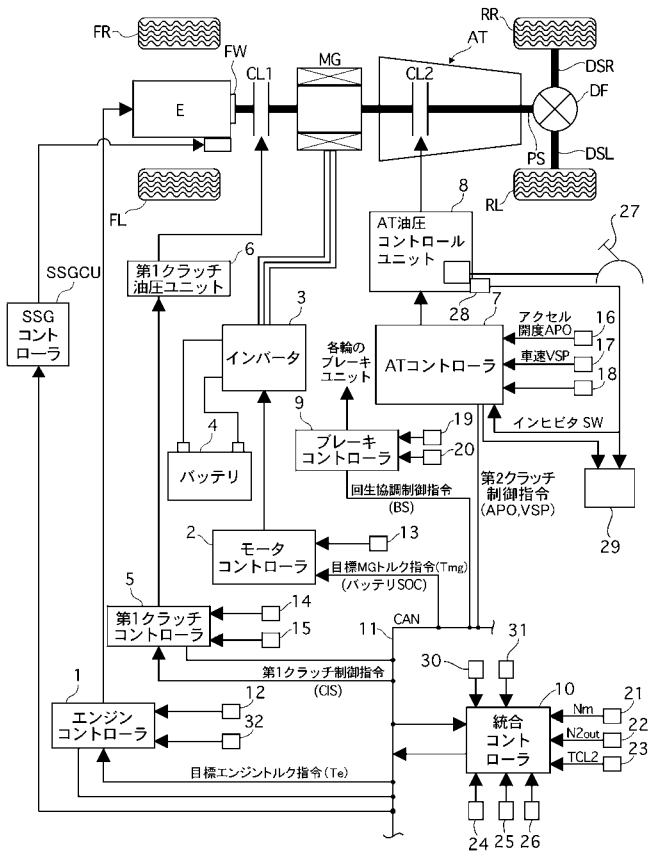 FR
RR
AT
FW
CL1
MG
CL2
DSR
DF
E
PS
DSL
FL
RL
8
27
AT油圧
コントロール
ユニット
6
SSGCU
第1クラッチ
油圧ユニット
28
7
3
SSG
コント
ローラ
アクセル
開度APO
16
インバータ
各輪の
ブレーキ
ユニット
ATコントローラ
車速VSP
17
18
9
19
インヒビタSW
4
ブレーキ
コントローラ
20
バッテリ
第2クラッチ
制御指令
(APO,VSP)
回生協調制御指令
(BS)
29
2
モータ
コントローラ
13
目標MGトルク指令(Tmg)
(バッテリSOC)
5
14
第1クラッチ
コントローラ
15
11
CAN
31
30
第1クラッチ制御指令
(CIS)
1
10
12
エンジン
コントローラ
32
統合
コント
ローラ
Nm
21
N2out
22
TCL2
23
目標エンジントルク指令(Te)
24
25
26